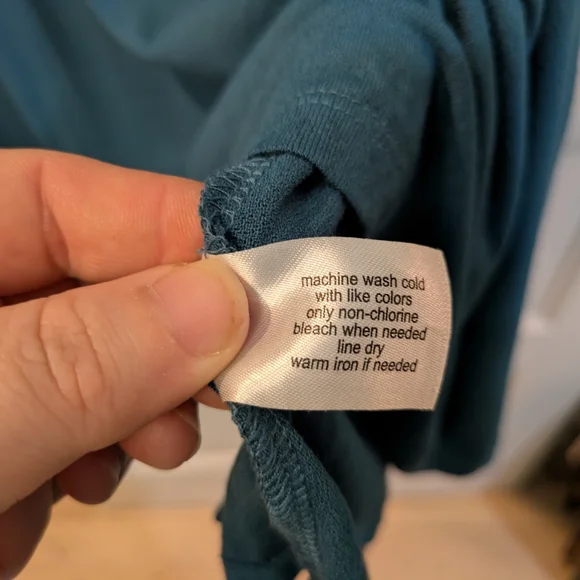 machine wash cold
with like colors
only non-chlorine
bleach when needed
line dry
warm iron if needed